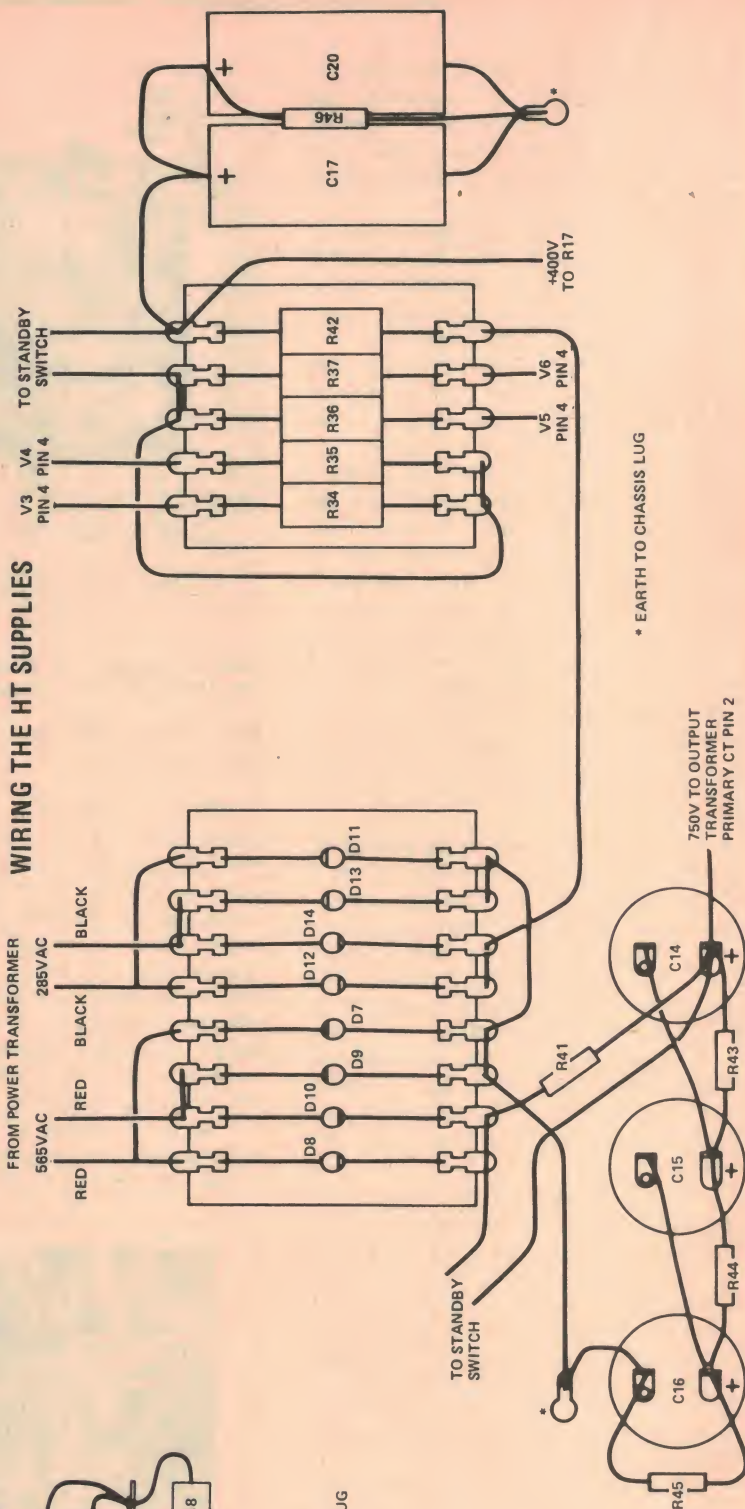 WIRING THE HT SUPPLIES
FROM POWER TRANSFORMER
565VAC
285VAC
RED
RED
BLACK
BLACK
D8
D10
D9
D7
D12
D14
D13
D11
TO STANDBY
SWITCH
R41
*
R45
C16
+
R44
C15
+
R43
C14
+
750V TO OUTPUT
TRANSFORMER
PRIMARY CT PIN 2
V3
PIN 4
V4
PIN 4
TO STANDBY
SWITCH
R34
R35
R36
R37
R42
V5
PIN 4
V6
PIN 4
+400V
TO R17
+
C17
R46
+
C20
*
* EARTH TO CHASSIS LUG
8
UG